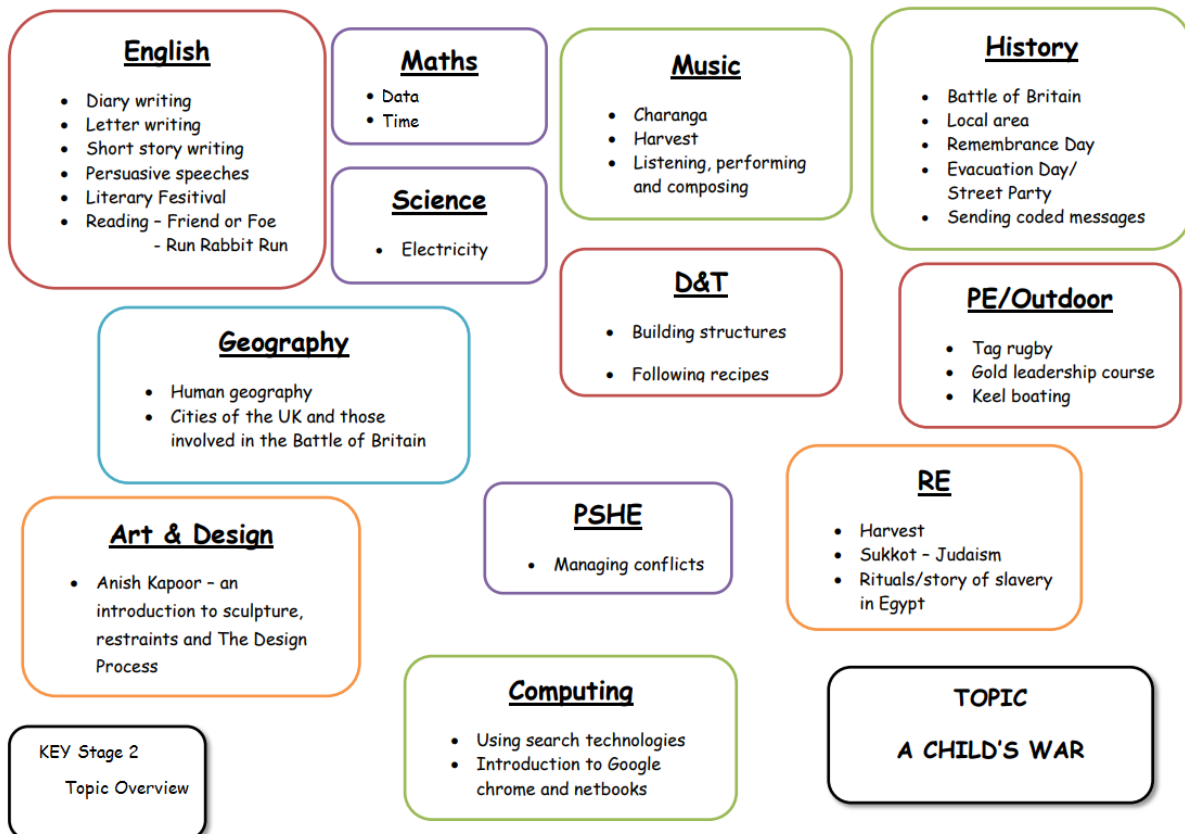 English
• Diary writing
• Letter writing
• Short story writing
• Persuasive speeches
• Literary Fesitival
• Reading – Friend or Foe
- Run Rabbit Run
Maths
• Data
• Time
Music
• Charanga
• Harvest
• Listening, performing
and composing
History
• Battle of Britain
• Local area
• Remembrance Day
• Evacuation Day/
Street Party
• Sending coded messages
Science
• Electricity
D&T
• Building structures
• Following recipes
PE/Outdoor
• Tag rugby
• Gold leadership course
• Keel boating
Geography
• Human geography
• Cities of the UK and those
involved in the Battle of Britain
Art & Design
• Anish Kapoor – an
introduction to sculpture,
restraints and The Design
Process
PSHE
• Managing conflicts
RE
• Harvest
• Sukkot – Judaism
• Rituals/story of slavery
in Egypt
Computing
• Using search technologies
• Introduction to Google
chrome and netbooks
TOPIC
A CHILD'S WAR
KEY Stage 2
Topic Overview